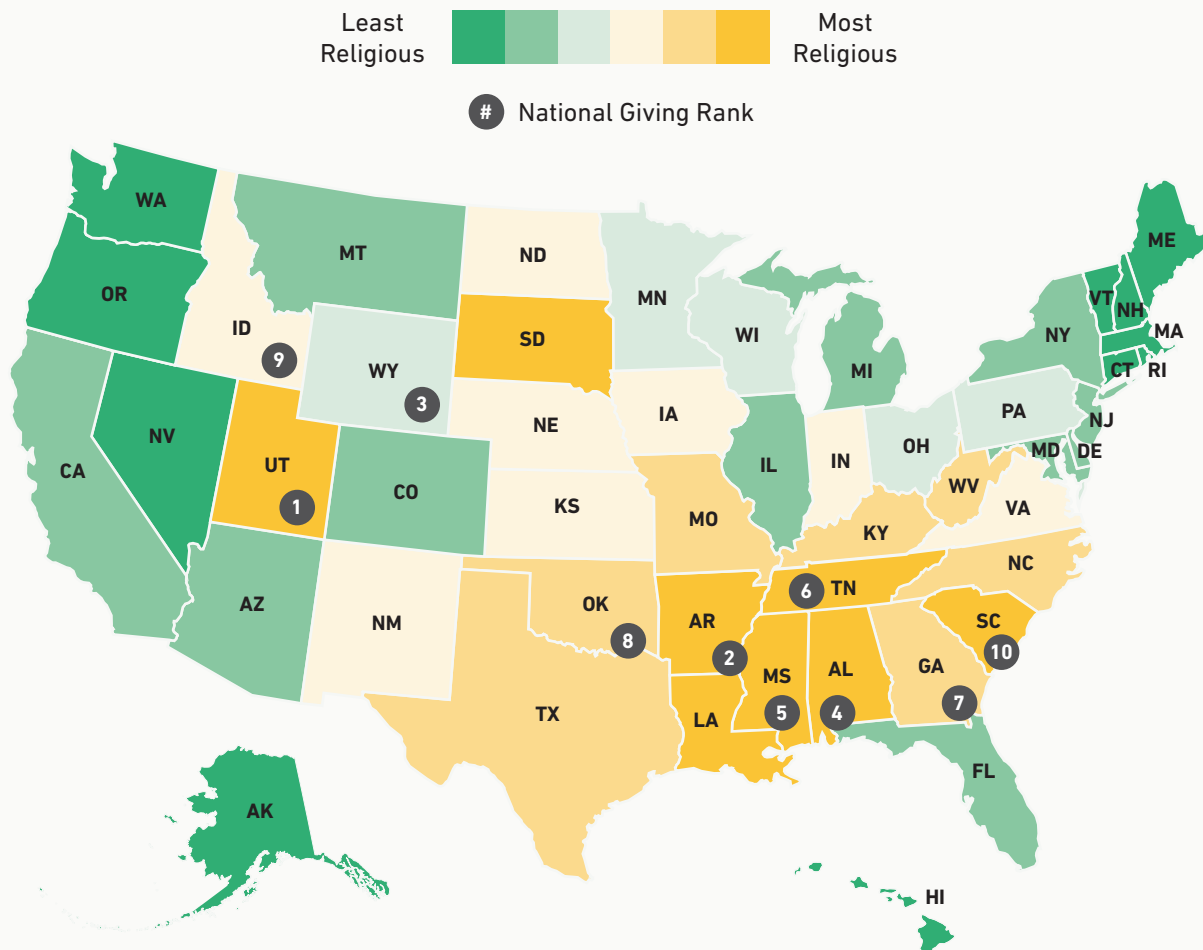 Least
Religious
Most
Religious
# National Giving Rank
WA
ME
MT
ND
OR
VT
NH
MN
ID
SD
WI
NY
MA
9
WY
MI
CT
RI
3
NE
IA
PA
NV
UT
CA
CO
IL
IN
OH
NJ
MD
DE
1
KS
MO
WV
VA
KY
AZ
NM
OK
8
AR
2
6
TN
NC
SC
10
MS
5
AL
4
GA
7
TX
LA
FL
AK
HI